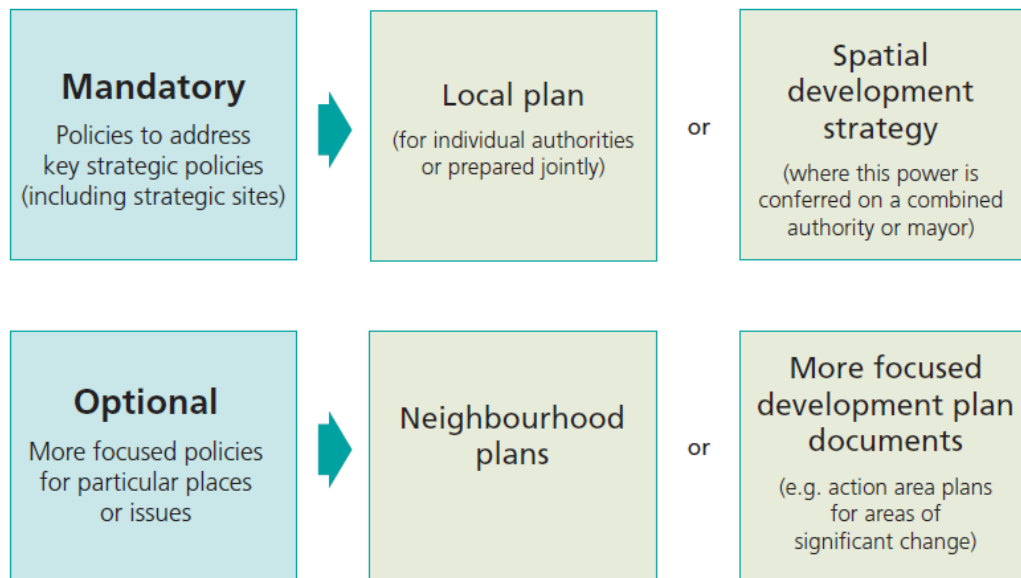 Mandatory
Policies to address
key strategic policies
(including strategic sites)
Local plan
(for individual authorities
or prepared jointly)
or
Spatial
development
strategy
(where this power is
conferred on a combined
authority or mayor)
Optional
More focused policies
for particular places
or issues
Neighbourhood
plans
or
More focused
development plan
documents
(e.g. action area plans
for areas of
significant change)